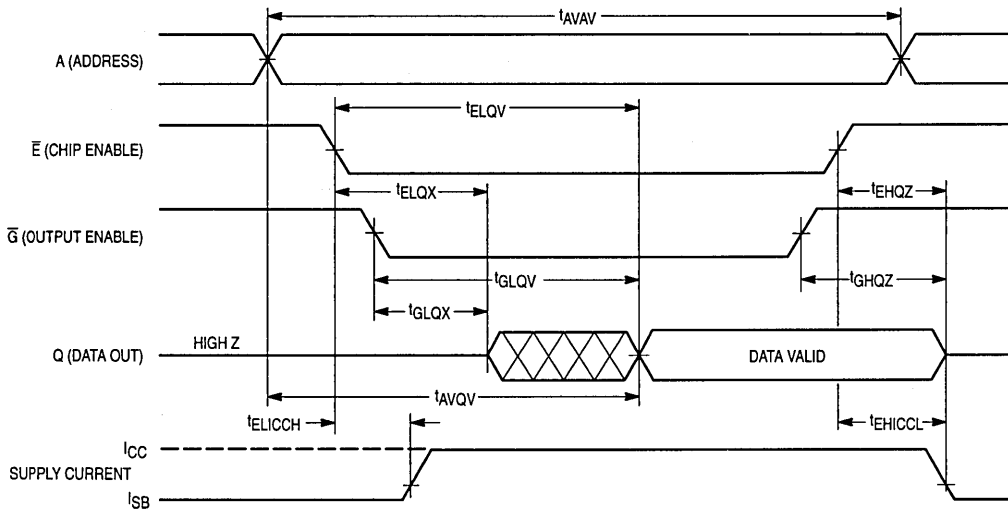 tAVAV
A (ADDRESS)
tELQV
E̅ (CHIP ENABLE)
tELQX
tEHQZ
G̅ (OUTPUT ENABLE)
tGLQV
tGHQZ
tGLQX
HIGH Z
Q (DATA OUT)
DATA VALID
tAVQV
tELICCH
tEHICCL
ICC
SUPPLY CURRENT
ISB